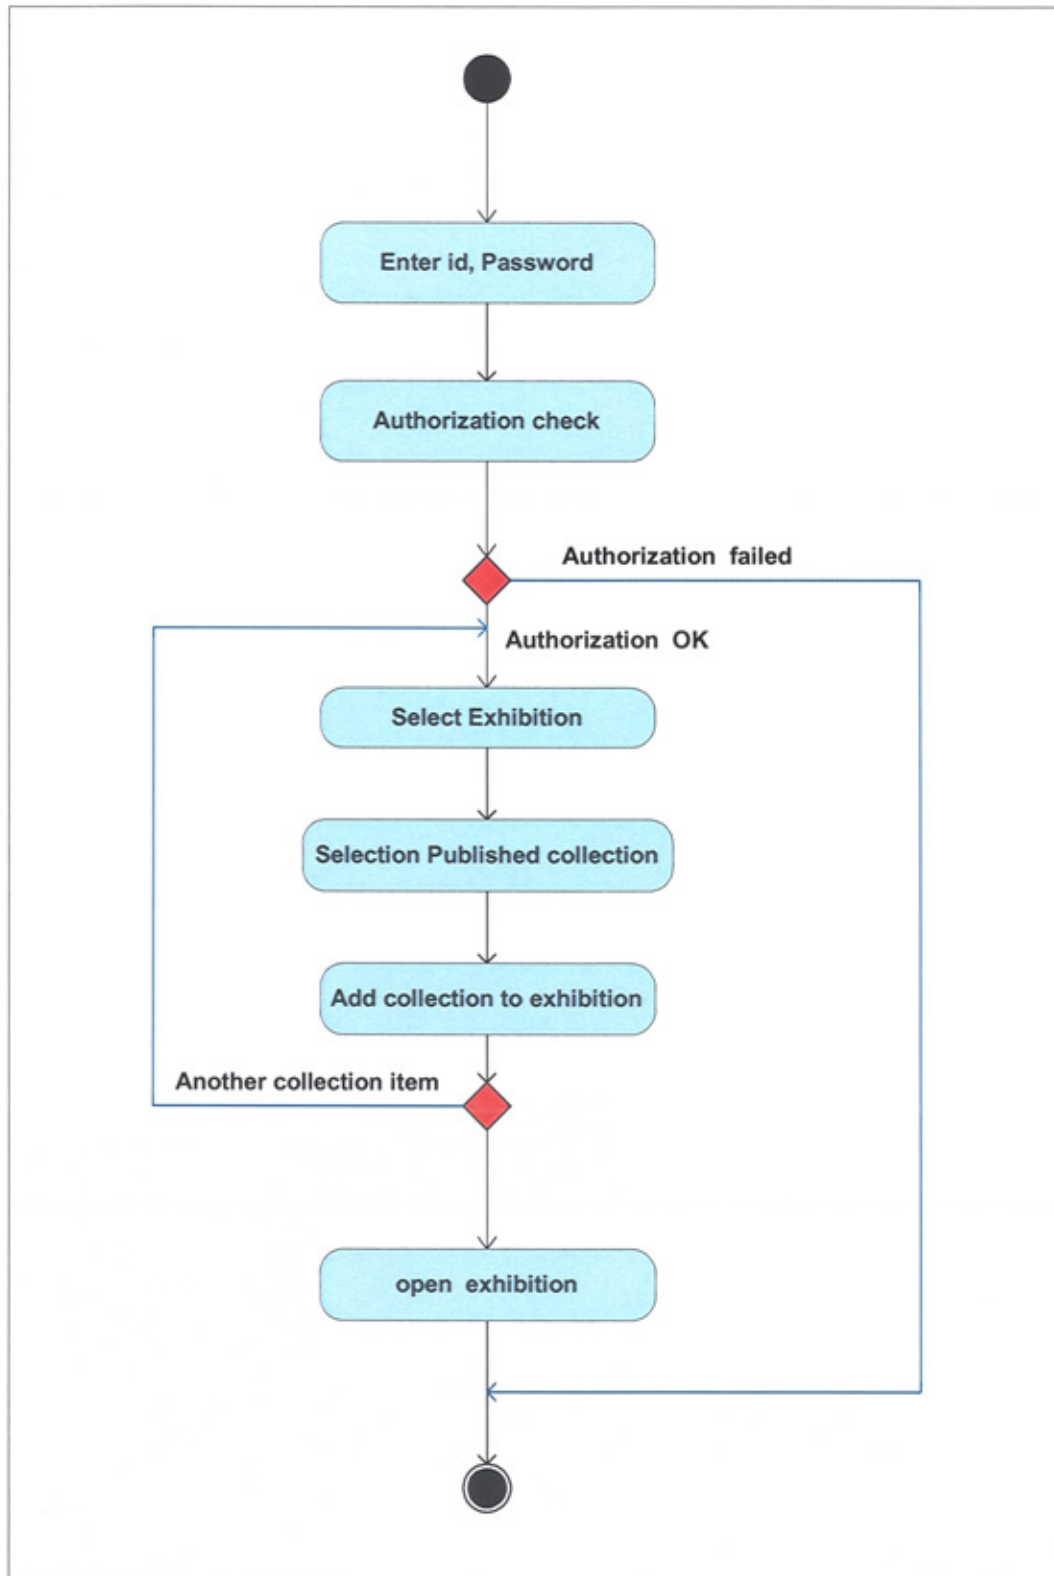 Enter id, Password
Authorization check
Authorization  failed
Authorization  OK
Select Exhibition
Selection Published collection
Add collection to exhibition
Another collection item
open  exhibition